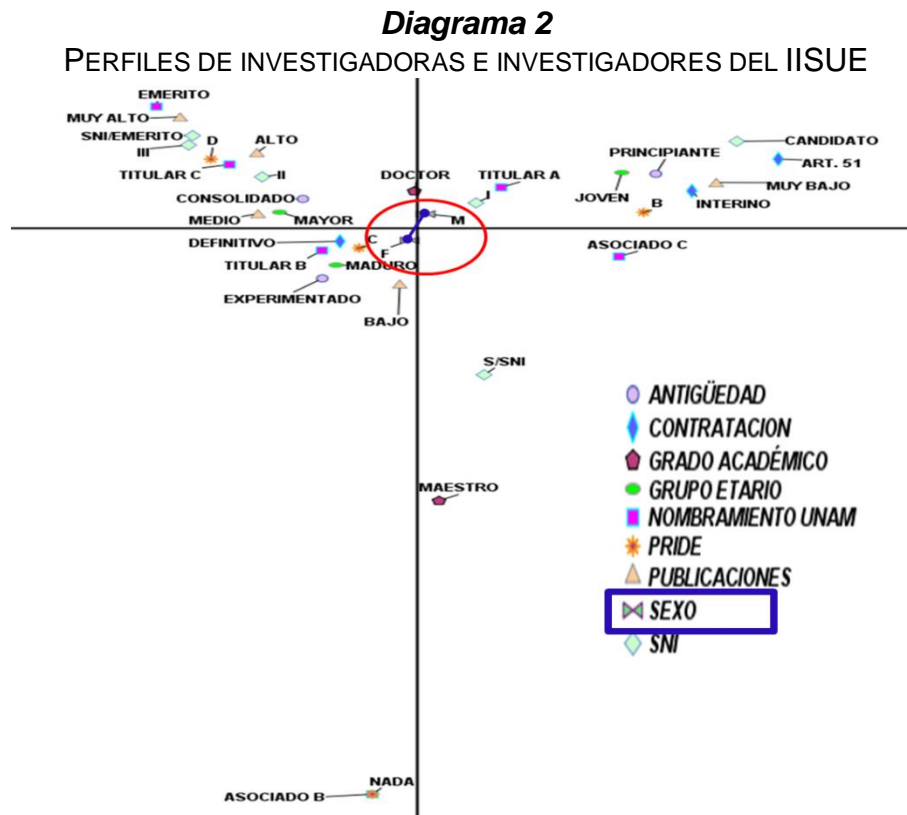 Diagrama 2
PERFILES DE INVESTIGADORAS E INVESTIGADORES DEL IISUE
EMERITO
MUY ALTO
SNI/EMERITO
D
ALTO
III
TITULAR C
II
CONSOLIDADO
MEDIO
MAYOR
DOCTOR
TITULAR A
I
M
PRINCIPIANTE
CANDIDATO
ART. 51
JOVEN
B
INTERINO
MUY BAJO
DEFINITIVO
C
F
ASOCIADO C
TITULAR B
MADURO
EXPERIMENTADO
BAJO
S/SNI
MAESTRO
ANTIGÜEDAD
CONTRATACION
GRADO ACADÉMICO
GRUPO ETARIO
NOMBRAMIENTO UNAM
PRIDE
PUBLICACIONES
SEXO
SNI
NADA
ASOCIADO B